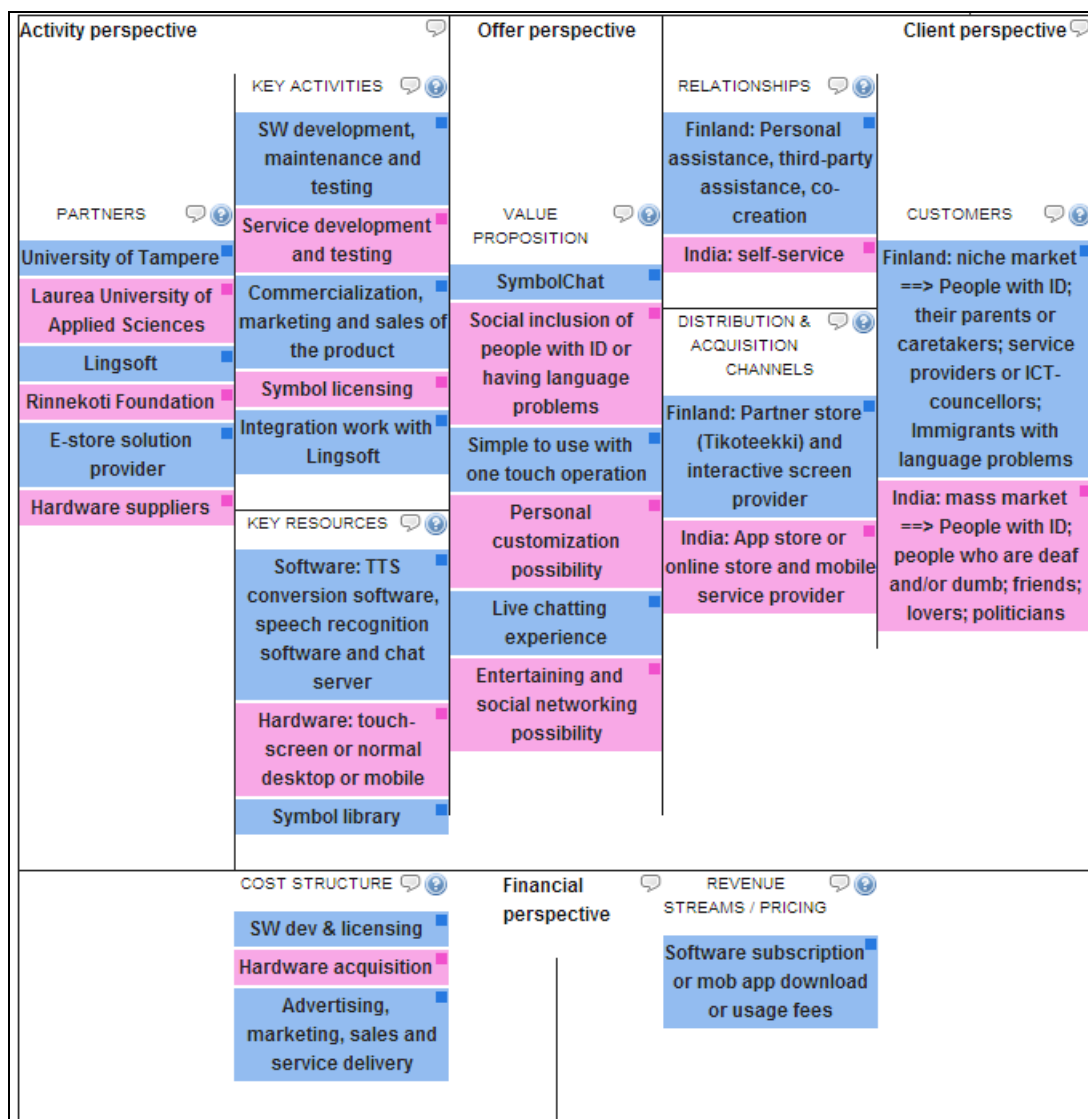 Activity perspective
Offer perspective
Client perspective
PARTNERS
University of Tampere
Laurea University of
Applied Sciences
Lingsoft
Rinnekoti Foundation
E-store solution
provider
Hardware suppliers
KEY ACTIVITIES
SW development,
maintenance and
testing
Service development
and testing
Commercialization,
marketing and sales of
the product
Symbol licensing
Integration work with
Lingsoft
KEY RESOURCES
Software: TTS
conversion software,
speech recognition
software and chat
server
Hardware: touch-
screen or normal
desktop or mobile
Symbol library
VALUE
PROPOSITION
SymbolChat
Social inclusion of
people with ID or
having language
problems
Simple to use with
one touch operation
Personal
customization
possibility
Live chatting
experience
Entertaining and
social networking
possibility
RELATIONSHIPS
Finland: Personal
assistance, third-party
assistance, co-
creation
India: self-service
DISTRIBUTION &
ACQUISITION
CHANNELS
Finland: Partner store
(Tikoteekki) and
interactive screen
provider
India: App store or
online store and mobile
service provider
CUSTOMERS
Finland: niche market
==> People with ID;
their parents or
caretakers; service
providers or ICT-
councellors;
Immigrants with
language problems
India: mass market
==> People with ID;
people who are deaf
and/or dumb; friends;
lovers; politicians
COST STRUCTURE
SW dev & licensing
Hardware acquisition
Advertising,
marketing, sales and
service delivery
Financial
perspective
REVENUE
STREAMS / PRICING
Software subscription
or mob app download
or usage fees